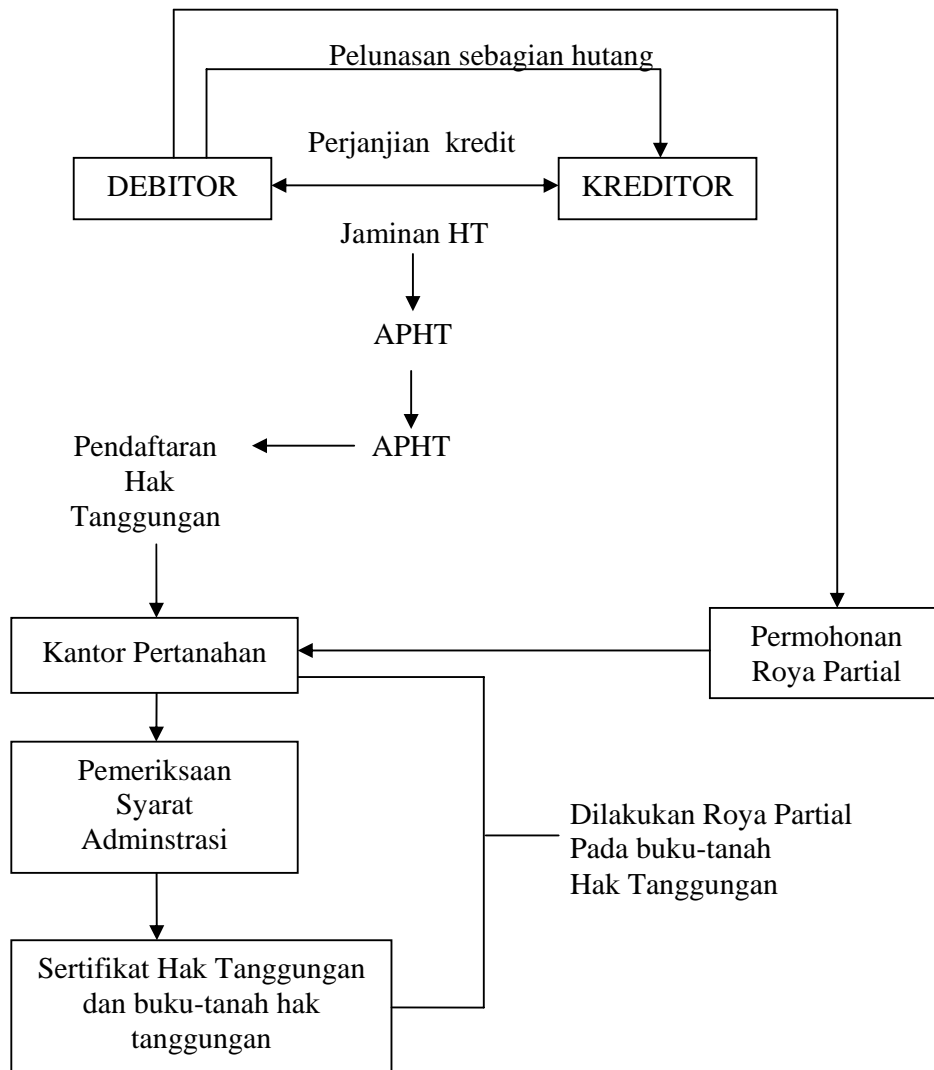 Pelunasan sebagian hutang
Perjanjian kredit
DEBITOR
KREDITOR
Jaminan HT
APHT
APHT
Pendaftaran
Hak
Tanggungan
Kantor Pertanahan
Permohonan
Roya Partial
Pemeriksaan
Syarat
Adminstrasi
Dilakukan Roya Partial
Pada buku-tanah
Hak Tanggungan
Sertifikat Hak Tanggungan
dan buku-tanah hak
tanggungan